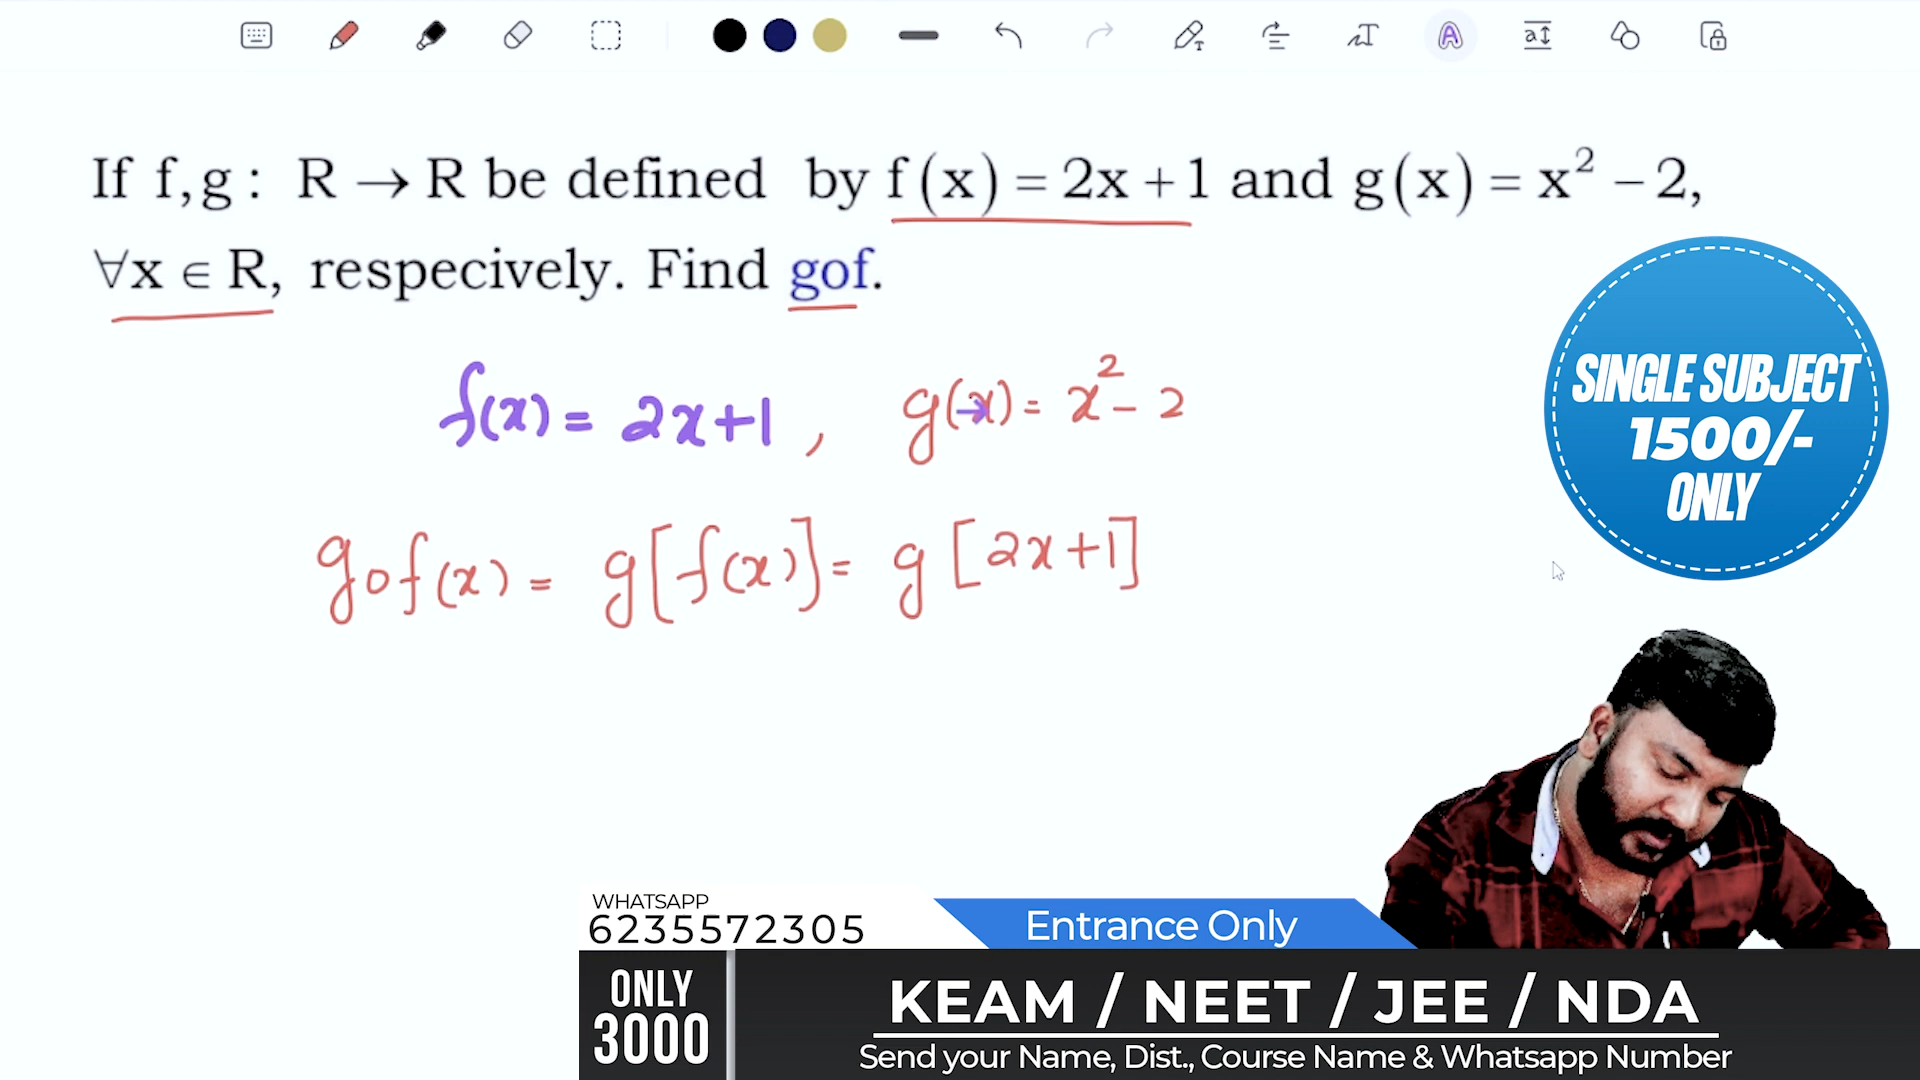 If f,g : R → R be defined by f(x) = 2x + 1 and g(x) = x² − 2,
∀x ∈ R, respecively. Find gof.
f(x) = 2x+1 , g(x) = x² - 2
gof(x) = g[f(x)] = g[2x+1]
SINGLE SUBJECT
1500/-
ONLY
WHATSAPP
6235572305
Entrance Only
ONLY
3000
KEAM / NEET / JEE / NDA
Send your Name, Dist., Course Name & Whatsapp Number